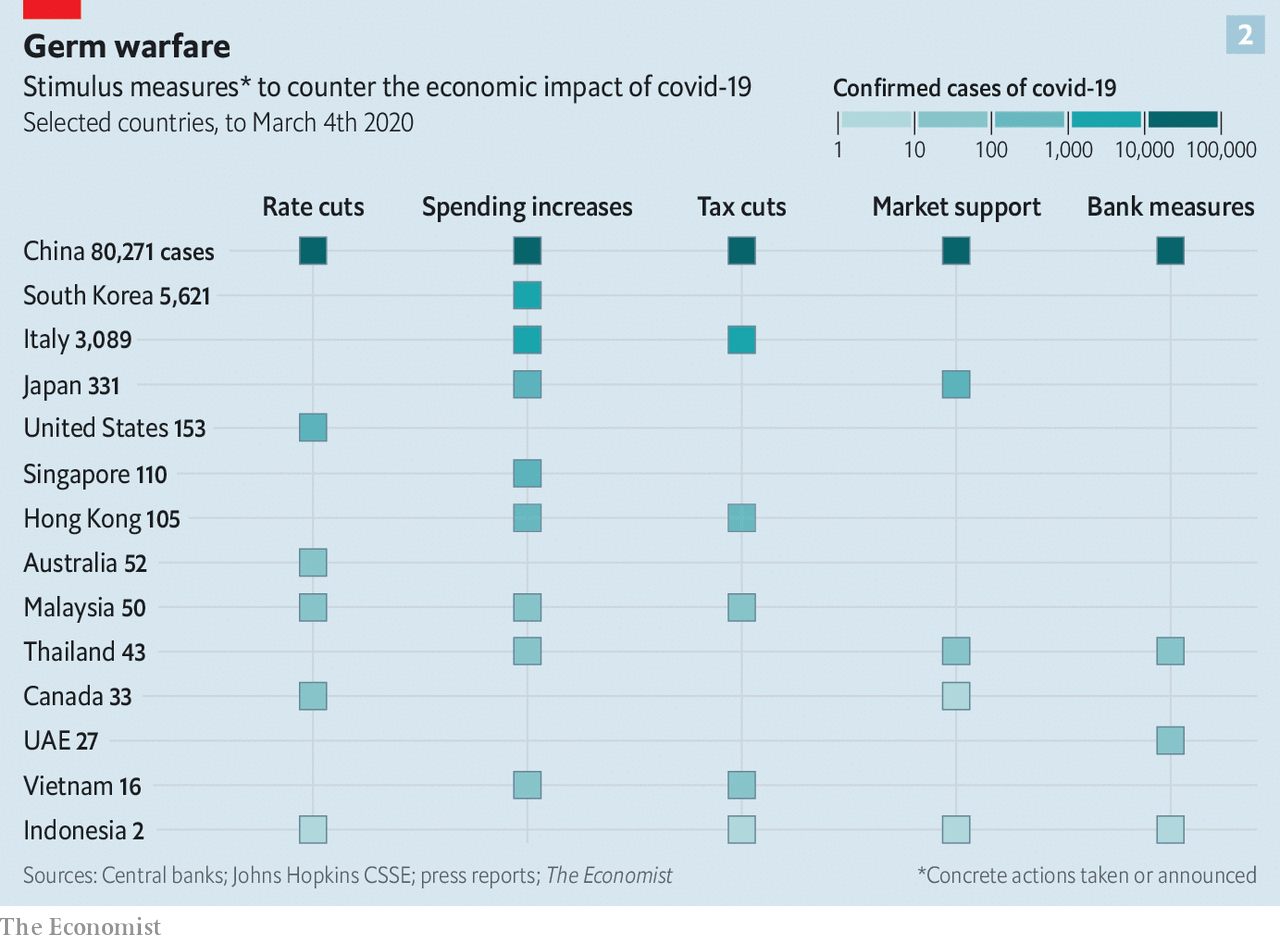 Germ warfare
2
Stimulus measures* to counter the economic impact of covid-19
Selected countries, to March 4th 2020
Confirmed cases of covid-19
1 10 100 1,000 10,000 100,000
Rate cuts Spending increases Tax cuts Market support Bank measures
China 80,271 cases
South Korea 5,621
Italy 3,089
Japan 331
United States 153
Singapore 110
Hong Kong 105
Australia 52
Malaysia 50
Thailand 43
Canada 33
UAE 27
Vietnam 16
Indonesia 2
Sources: Central banks; Johns Hopkins CSSE; press reports; The Economist
*Concrete actions taken or announced
The Economist